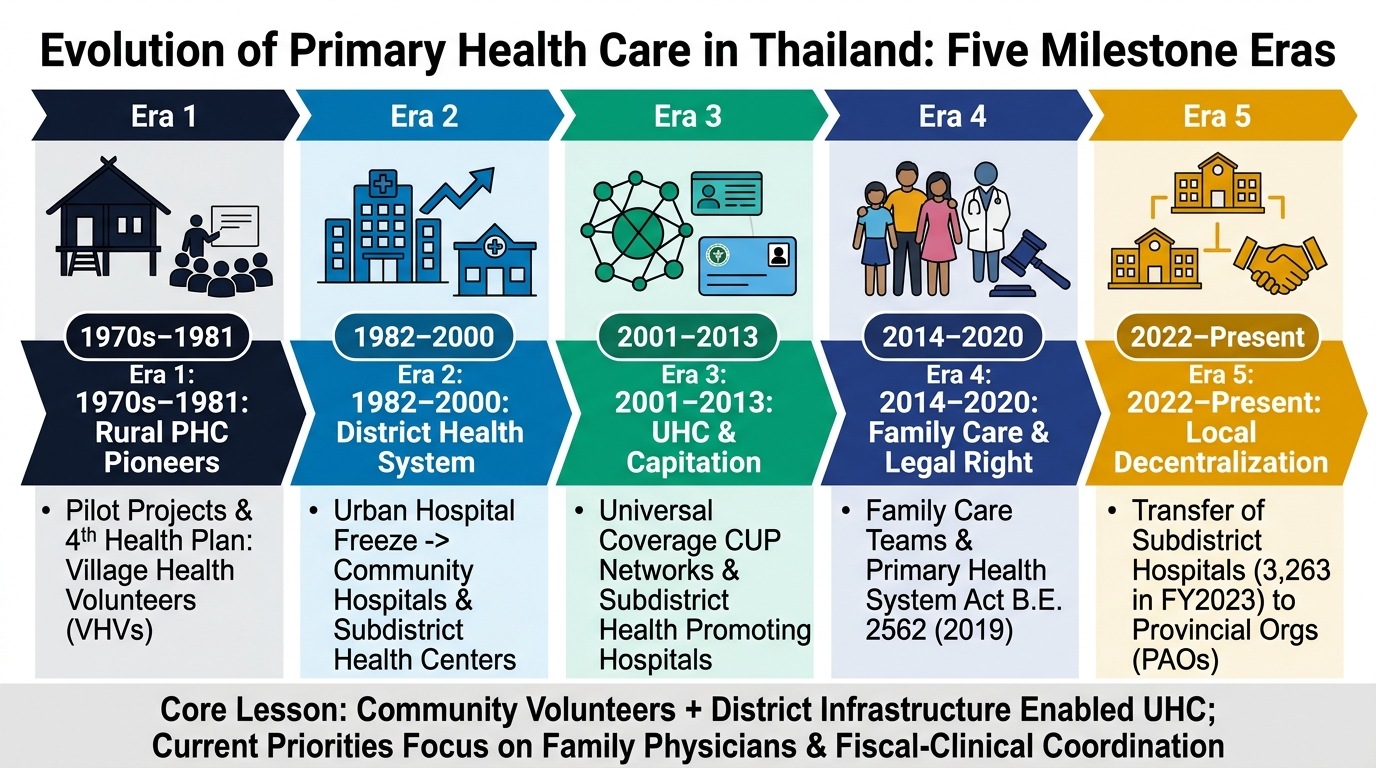 Evolution of Primary Health Care in Thailand: Five Milestone Eras
Era 1
Era 2
Era 3
Era 4
Era 5
1970s–1981
Era 1:
1970s–1981:
Rural PHC
Pioneers
• Pilot Projects &
4th Health Plan:
Village Health
Volunteers
(VHVs)
1982–2000
Era 2:
1982–2000:
District Health
System
• Urban Hospital
Freeze ->
Community
Hospitals &
Subdistrict
Health Centers
2001–2013
Era 3:
2001–2013:
UHC &
Capitation
• Universal
Coverage CUP
Networks &
Subdistrict
Health Promoting
Hospitals
2014–2020
Era 4:
2014–2020:
Family Care &
Legal Right
• Family Care
Teams &
Primary Health
System Act B.E.
2562 (2019)
2022–Present
Era 5:
2022–Present:
Local
Decentralization
• Transfer of
Subdistrict
Hospitals (3,263
in FY2023) to
Provincial Orgs
(PAOs)
Core Lesson: Community Volunteers + District Infrastructure Enabled UHC;
Current Priorities Focus on Family Physicians & Fiscal-Clinical Coordination